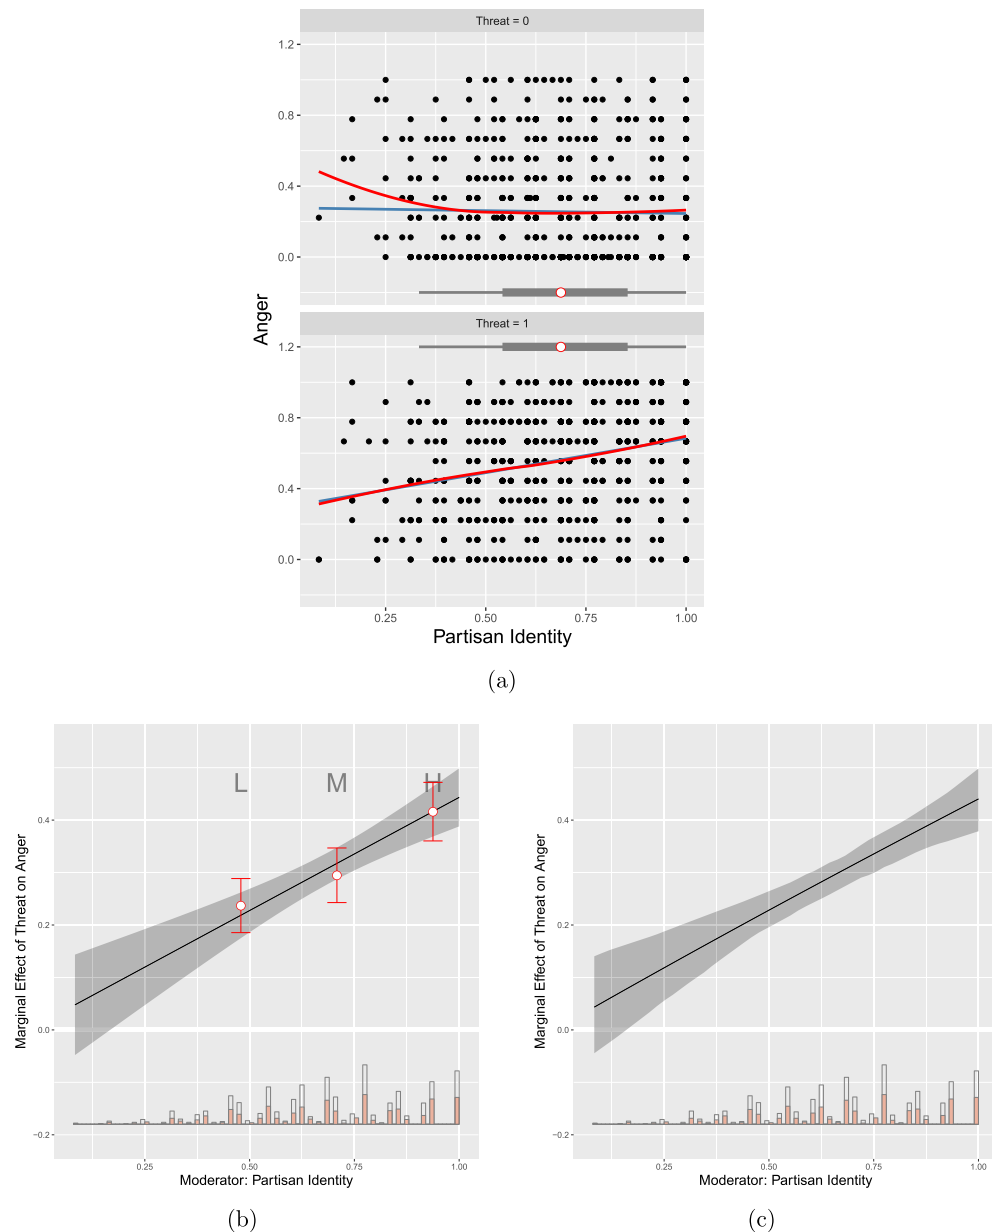 Threat = 0
1.2
0.8
0.4
0.0
Anger
Threat = 1
1.2
0.8
0.4
0.0
0.25 0.50 0.75 1.00
Partisan Identity
(a)
L M H
0.4
0.2
0.0
−0.2
Marginal Effect of Threat on Anger
0.25 0.50 0.75 1.00
Moderator: Partisan Identity
(b)
0.4
0.2
0.0
−0.2
Marginal Effect of Threat on Anger
0.25 0.50 0.75 1.00
Moderator: Partisan Identity
(c)